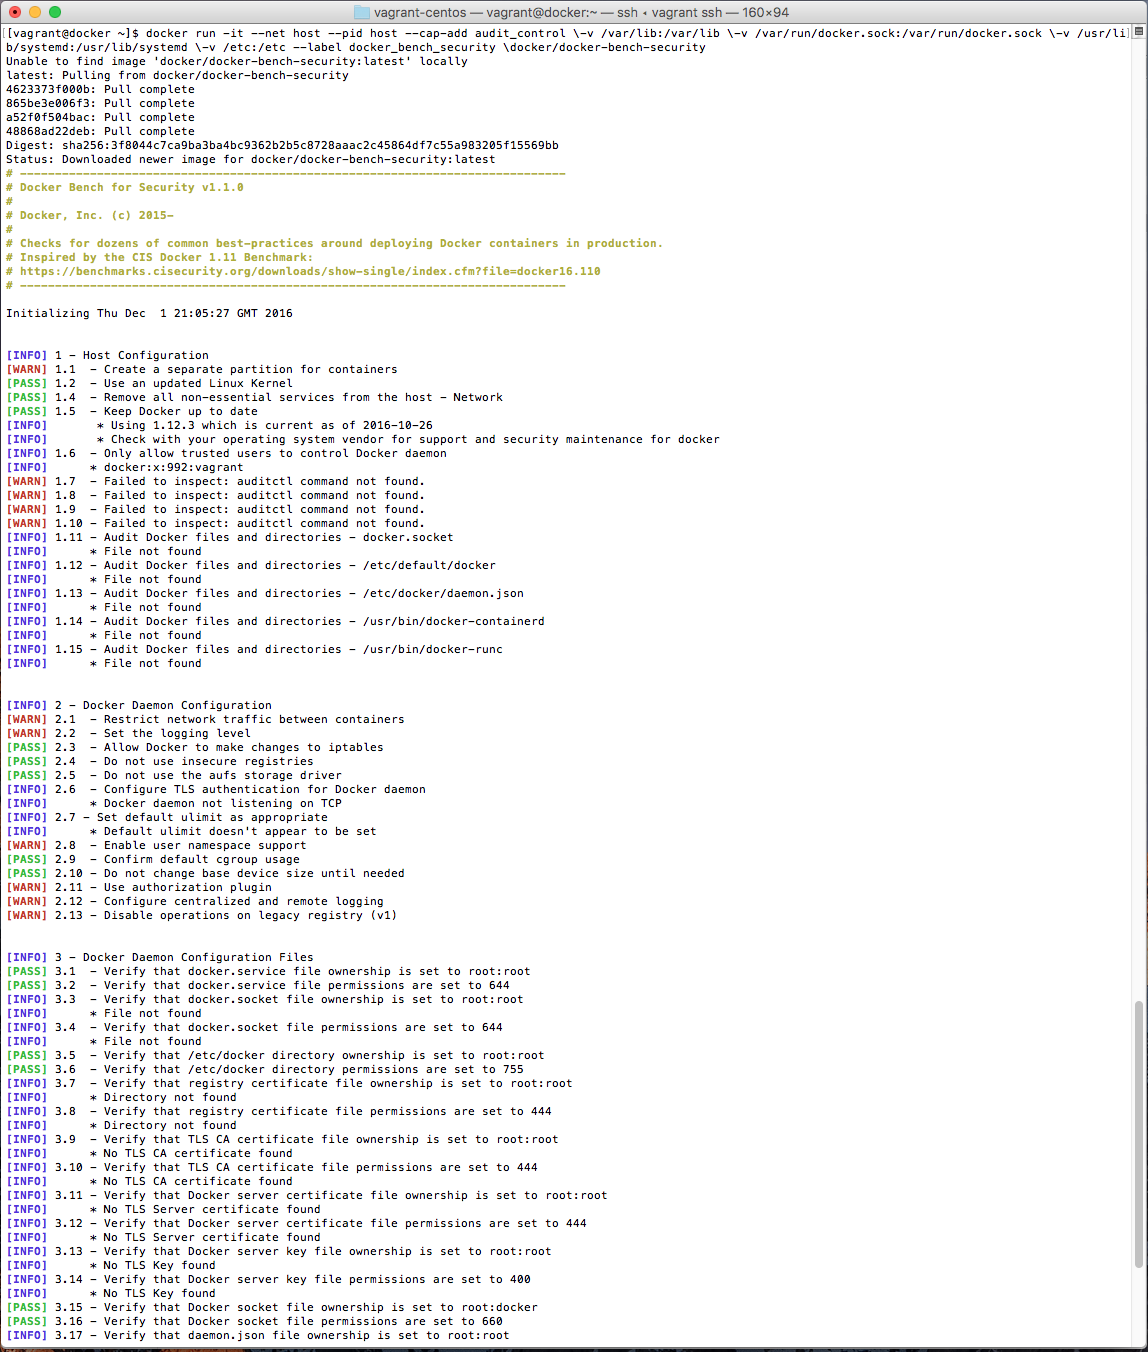 vagrant-centos — vagrant@docker:~ — ssh ◂ vagrant ssh — 160×94
[[vagrant@docker ~]$ docker run -it --net host --pid host --cap-add audit_control \-v /var/lib:/var/lib \-v /var/run/docker.sock:/var/run/docker.sock \-v /usr/li]
b/systemd:/usr/lib/systemd \-v /etc:/etc --label docker_bench_security \docker/docker-bench-security
Unable to find image 'docker/docker-bench-security:latest' locally
latest: Pulling from docker/docker-bench-security
4623373f000b: Pull complete
865be3e006f3: Pull complete
a52f0f504bac: Pull complete
48868ad22deb: Pull complete
Digest: sha256:3f8044c7ca9ba3ba4bc9362b2b5c8728aaac2c45864df7c55a983205f15569bb
Status: Downloaded newer image for docker/docker-bench-security:latest
# ------------------------------------------------------------------------------
# Docker Bench for Security v1.1.0
#
# Docker, Inc. (c) 2015-
#
# Checks for dozens of common best-practices around deploying Docker containers in production.
# Inspired by the CIS Docker 1.11 Benchmark:
# https://benchmarks.cisecurity.org/downloads/show-single/index.cfm?file=docker16.110
# ------------------------------------------------------------------------------
Initializing Thu Dec  1 21:05:27 GMT 2016
[INFO] 1 - Host Configuration
[WARN] 1.1  - Create a separate partition for containers
[PASS] 1.2  - Use an updated Linux Kernel
[PASS] 1.4  - Remove all non-essential services from the host - Network
[PASS] 1.5  - Keep Docker up to date
[INFO]       * Using 1.12.3 which is current as of 2016-10-26
[INFO]       * Check with your operating system vendor for support and security maintenance for docker
[INFO] 1.6  - Only allow trusted users to control Docker daemon
[INFO]      * docker:x:992:vagrant
[WARN] 1.7  - Failed to inspect: auditctl command not found.
[WARN] 1.8  - Failed to inspect: auditctl command not found.
[WARN] 1.9  - Failed to inspect: auditctl command not found.
[WARN] 1.10 - Failed to inspect: auditctl command not found.
[INFO] 1.11 - Audit Docker files and directories - docker.socket
[INFO]      * File not found
[INFO] 1.12 - Audit Docker files and directories - /etc/default/docker
[INFO]      * File not found
[INFO] 1.13 - Audit Docker files and directories - /etc/docker/daemon.json
[INFO]      * File not found
[INFO] 1.14 - Audit Docker files and directories - /usr/bin/docker-containerd
[INFO]      * File not found
[INFO] 1.15 - Audit Docker files and directories - /usr/bin/docker-runc
[INFO]      * File not found
[INFO] 2 - Docker Daemon Configuration
[WARN] 2.1  - Restrict network traffic between containers
[WARN] 2.2  - Set the logging level
[PASS] 2.3  - Allow Docker to make changes to iptables
[PASS] 2.4  - Do not use insecure registries
[PASS] 2.5  - Do not use the aufs storage driver
[INFO] 2.6  - Configure TLS authentication for Docker daemon
[INFO]      * Docker daemon not listening on TCP
[INFO] 2.7 - Set default ulimit as appropriate
[INFO]      * Default ulimit doesn't appear to be set
[WARN] 2.8  - Enable user namespace support
[PASS] 2.9  - Confirm default cgroup usage
[PASS] 2.10 - Do not change base device size until needed
[WARN] 2.11 - Use authorization plugin
[WARN] 2.12 - Configure centralized and remote logging
[WARN] 2.13 - Disable operations on legacy registry (v1)
[INFO] 3 - Docker Daemon Configuration Files
[PASS] 3.1  - Verify that docker.service file ownership is set to root:root
[PASS] 3.2  - Verify that docker.service file permissions are set to 644
[INFO] 3.3  - Verify that docker.socket file ownership is set to root:root
[INFO]      * File not found
[INFO] 3.4  - Verify that docker.socket file permissions are set to 644
[INFO]      * File not found
[PASS] 3.5  - Verify that /etc/docker directory ownership is set to root:root
[PASS] 3.6  - Verify that /etc/docker directory permissions are set to 755
[INFO] 3.7  - Verify that registry certificate file ownership is set to root:root
[INFO]      * Directory not found
[INFO] 3.8  - Verify that registry certificate file permissions are set to 444
[INFO]      * Directory not found
[INFO] 3.9  - Verify that TLS CA certificate file ownership is set to root:root
[INFO]      * No TLS CA certificate found
[INFO] 3.10 - Verify that TLS CA certificate file permissions are set to 444
[INFO]      * No TLS CA certificate found
[INFO] 3.11 - Verify that Docker server certificate file ownership is set to root:root
[INFO]      * No TLS Server certificate found
[INFO] 3.12 - Verify that Docker server certificate file permissions are set to 444
[INFO]      * No TLS Server certificate found
[INFO] 3.13 - Verify that Docker server key file ownership is set to root:root
[INFO]      * No TLS Key found
[INFO] 3.14 - Verify that Docker server key file permissions are set to 400
[INFO]      * No TLS Key found
[PASS] 3.15 - Verify that Docker socket file ownership is set to root:docker
[PASS] 3.16 - Verify that Docker socket file permissions are set to 660
[INFO] 3.17 - Verify that daemon.json file ownership is set to root:root